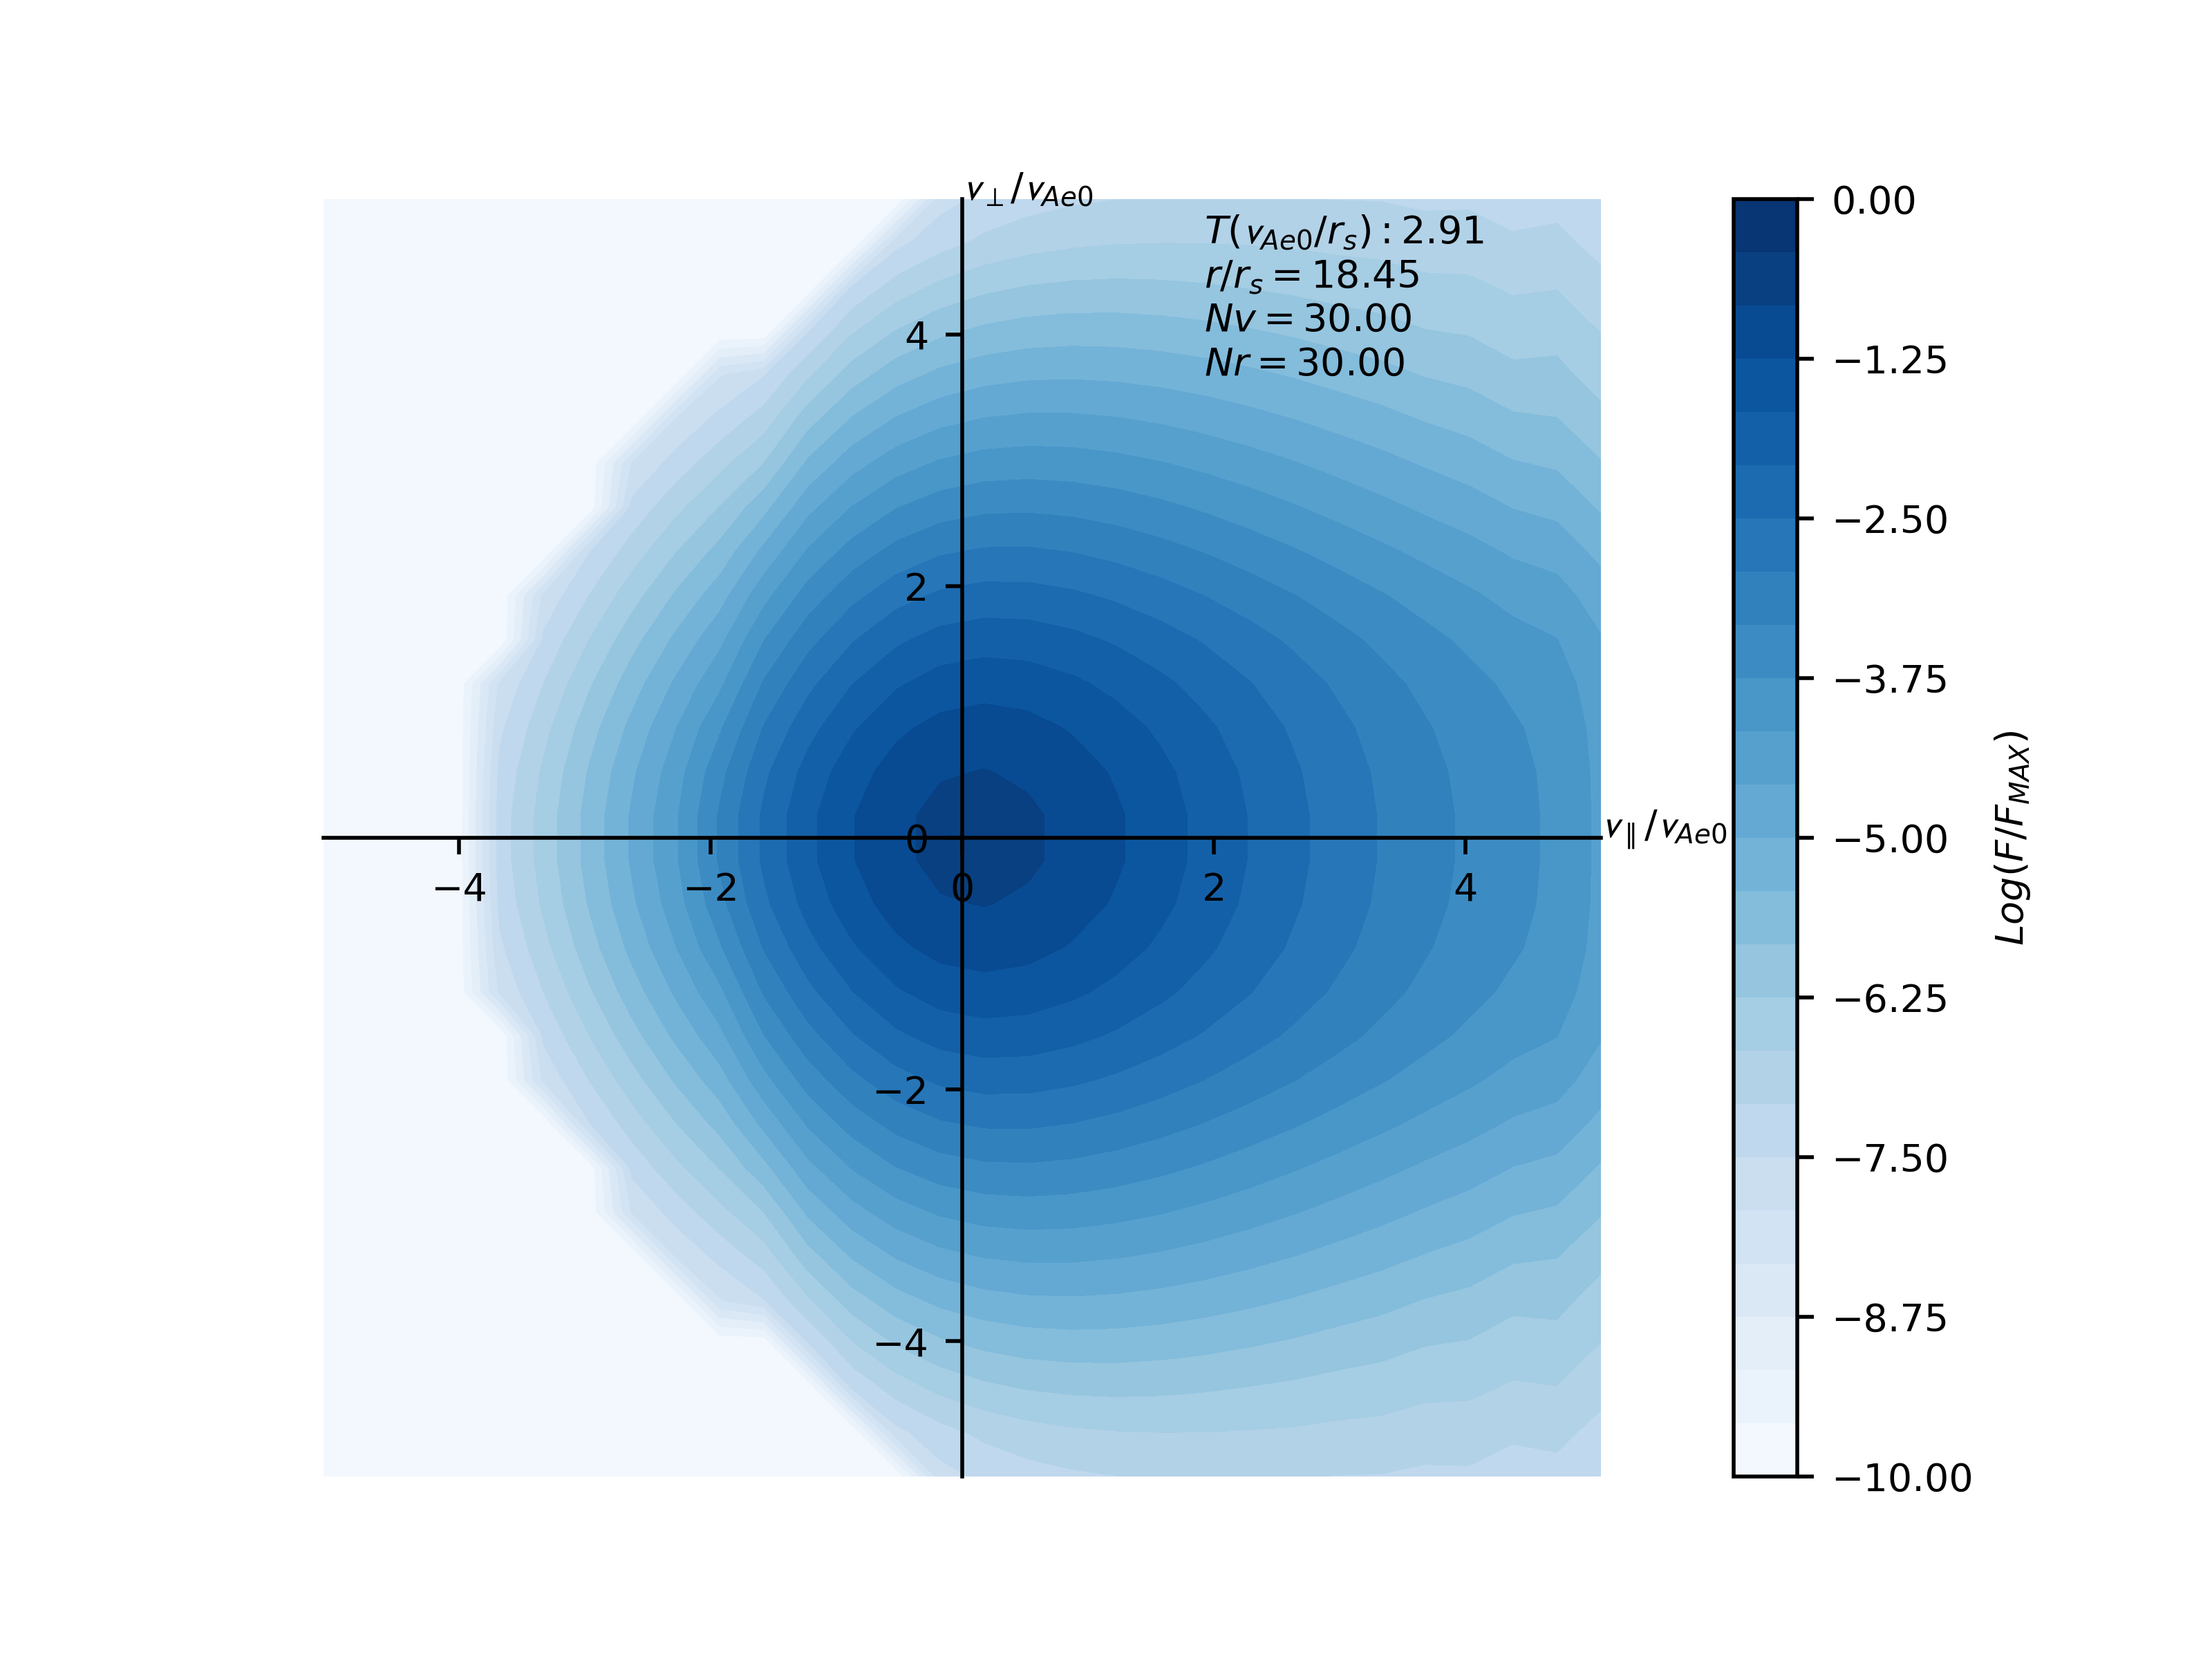 v⊥/vAe0
T(vAe0/rs):2.91
r/rs = 18.45
Nv = 30.00
Nr = 30.00
4
2
0
−2
−4
−4
−2
0
2
4
v∥/vAe0
0.00
−1.25
−2.50
−3.75
−5.00
−6.25
−7.50
−8.75
−10.00
Log(F/FMAX)